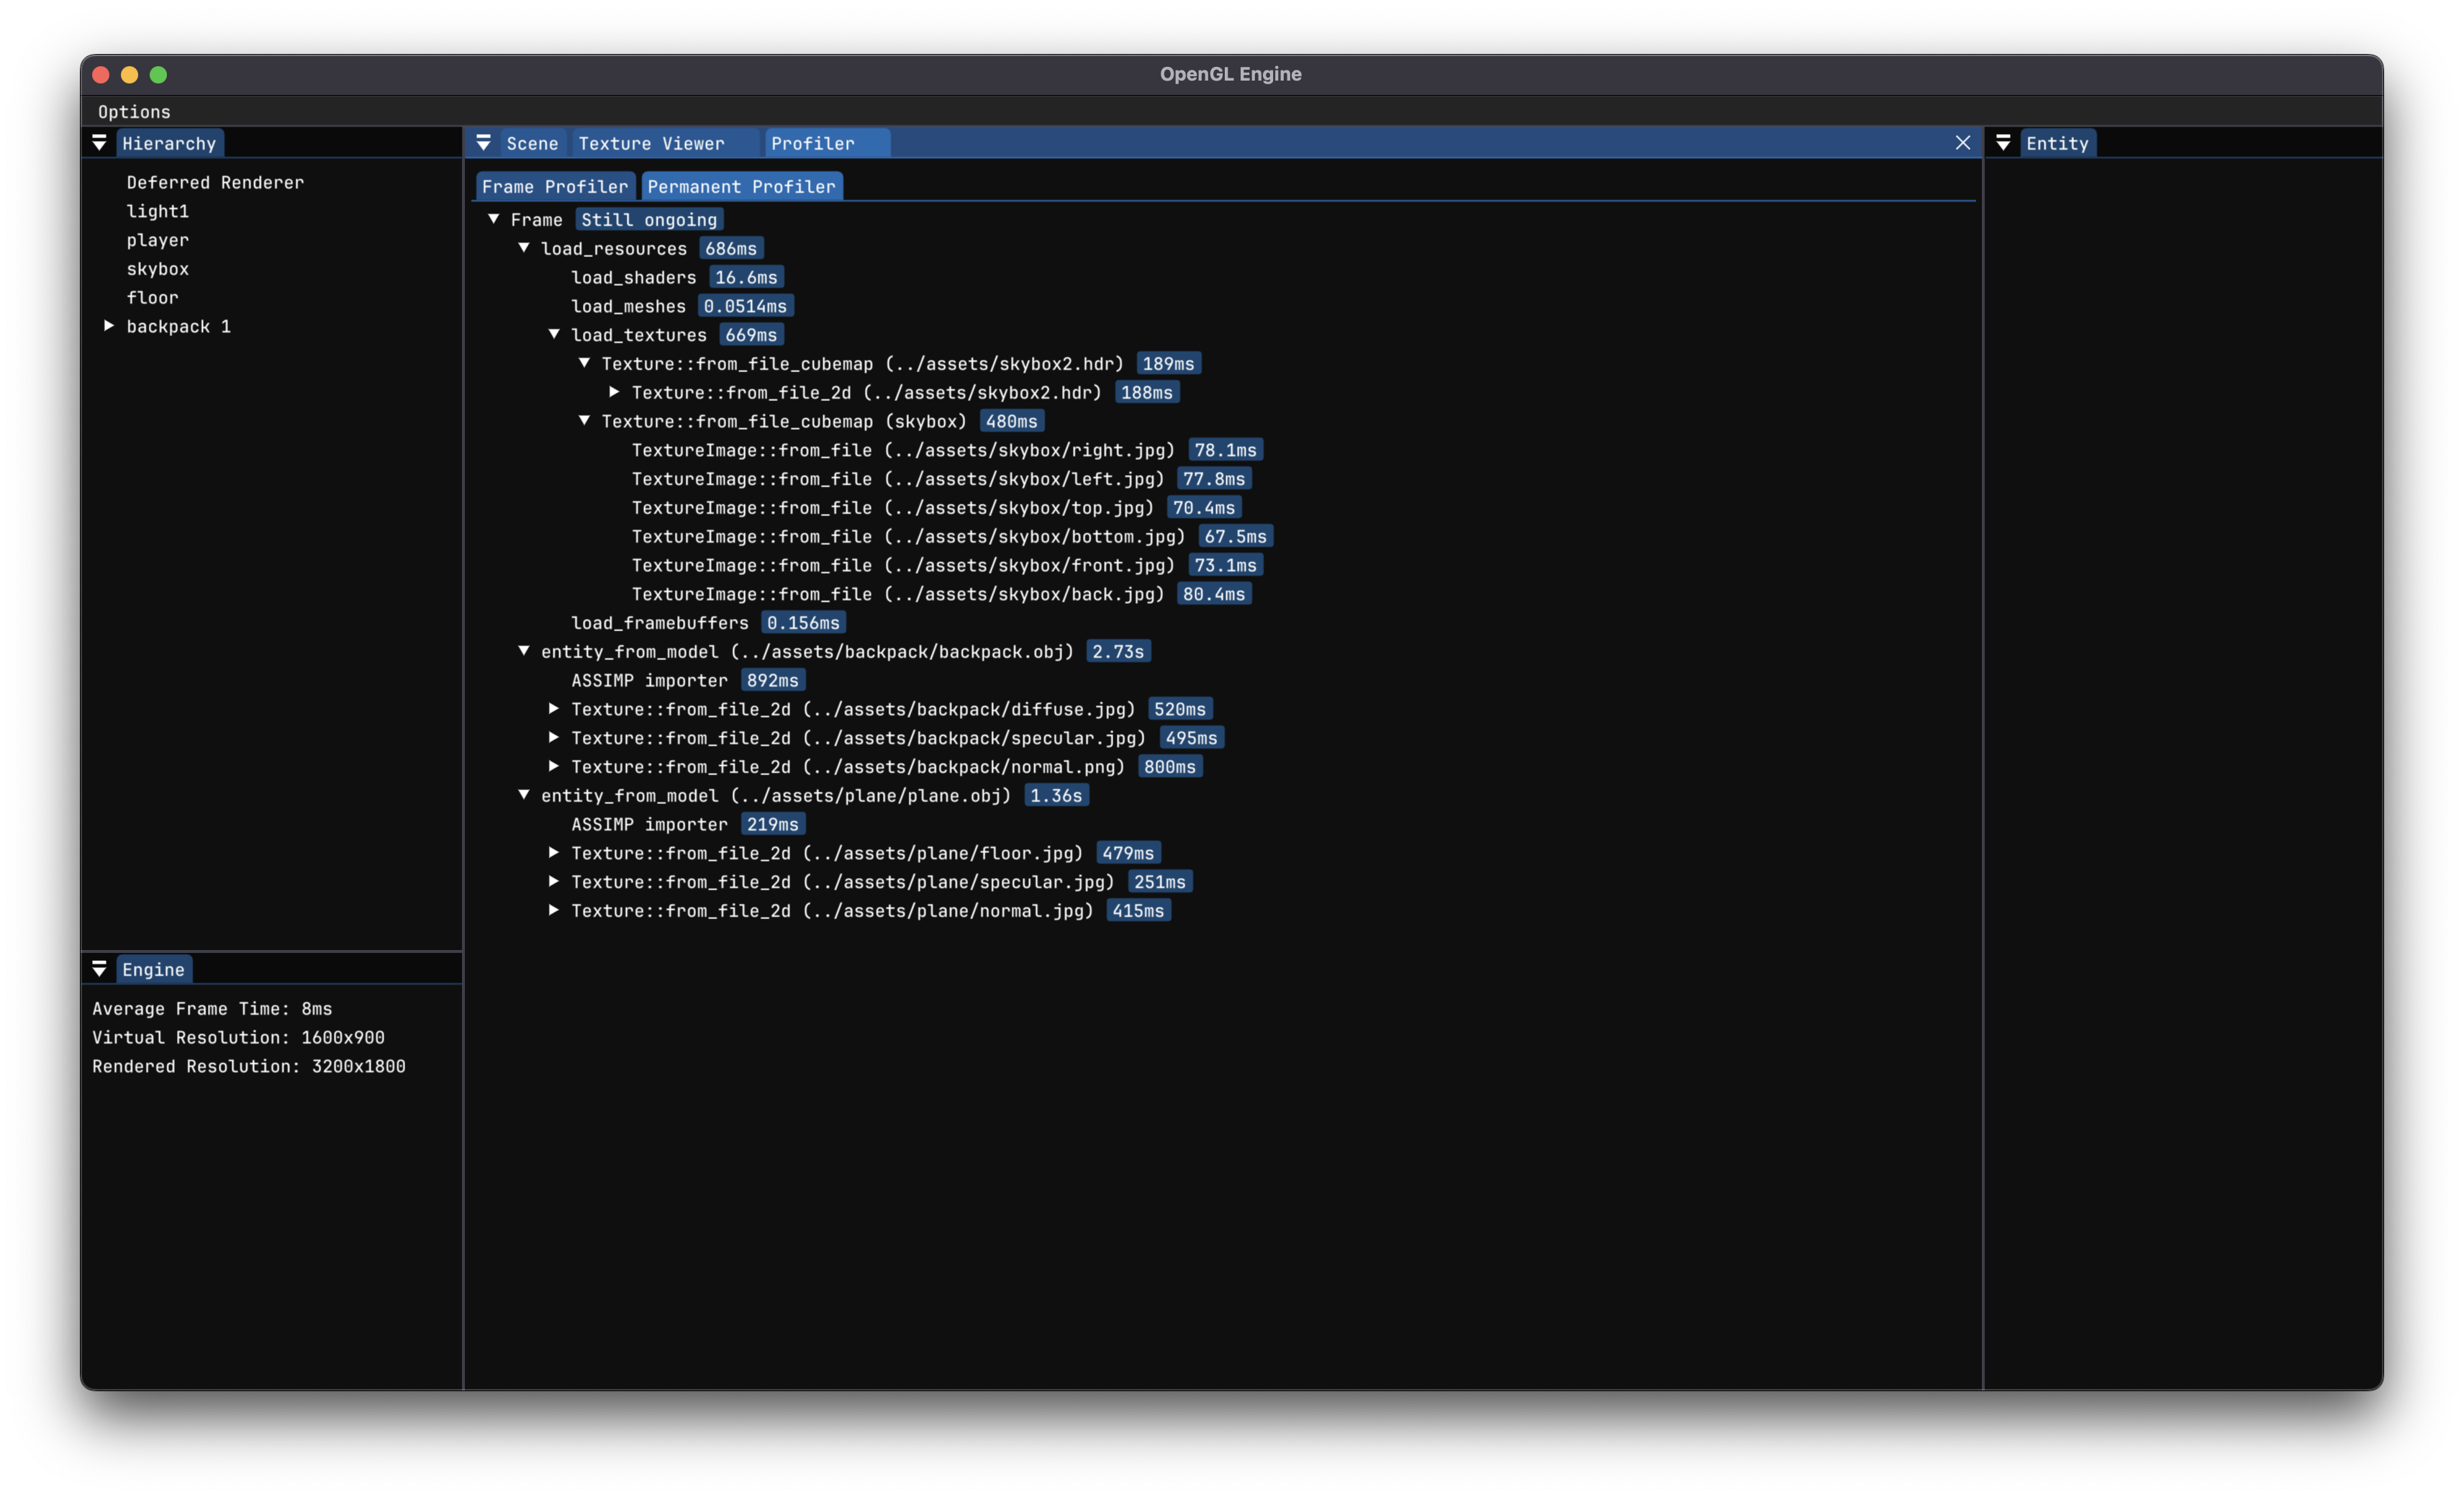 OpenGL Engine
Options
Hierarchy
Deferred Renderer
light1
player
skybox
floor
backpack 1
Engine
Average Frame Time: 8ms
Virtual Resolution: 1600x900
Rendered Resolution: 3200x1800
Scene Texture Viewer Profiler
Frame Profiler Permanent Profiler
Frame Still ongoing
load_resources 686ms
load_shaders 16.6ms
load_meshes 0.0514ms
load_textures 669ms
Texture::from_file_cubemap (../assets/skybox2.hdr) 189ms
Texture::from_file_2d (../assets/skybox2.hdr) 188ms
Texture::from_file_cubemap (skybox) 480ms
TextureImage::from_file (../assets/skybox/right.jpg) 78.1ms
TextureImage::from_file (../assets/skybox/left.jpg) 77.8ms
TextureImage::from_file (../assets/skybox/top.jpg) 70.4ms
TextureImage::from_file (../assets/skybox/bottom.jpg) 67.5ms
TextureImage::from_file (../assets/skybox/front.jpg) 73.1ms
TextureImage::from_file (../assets/skybox/back.jpg) 80.4ms
load_framebuffers 0.156ms
entity_from_model (../assets/backpack/backpack.obj) 2.73s
ASSIMP importer 892ms
Texture::from_file_2d (../assets/backpack/diffuse.jpg) 520ms
Texture::from_file_2d (../assets/backpack/specular.jpg) 495ms
Texture::from_file_2d (../assets/backpack/normal.png) 800ms
entity_from_model (../assets/plane/plane.obj) 1.36s
ASSIMP importer 219ms
Texture::from_file_2d (../assets/plane/floor.jpg) 479ms
Texture::from_file_2d (../assets/plane/specular.jpg) 251ms
Texture::from_file_2d (../assets/plane/normal.jpg) 415ms
Entity